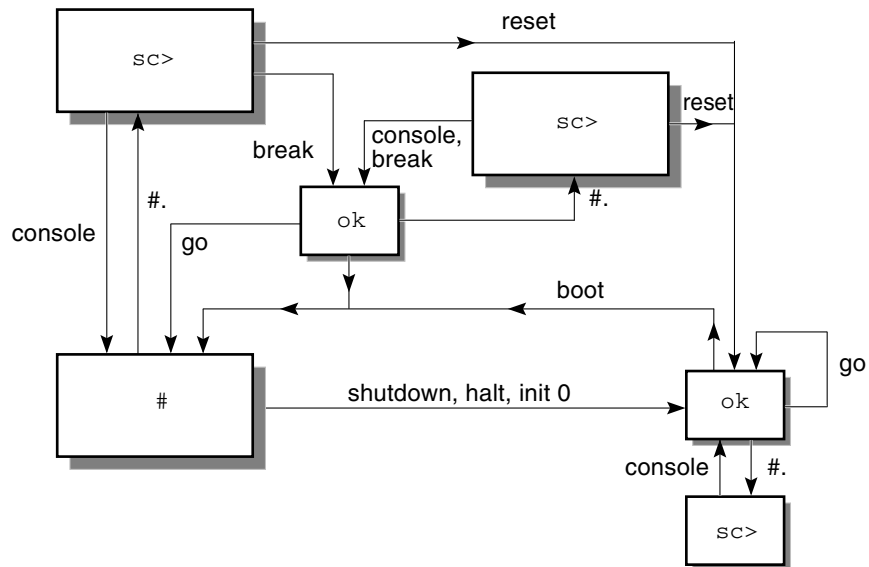 reset
sc>
sc>
reset
console,
break
break
#.
#.
ok
console
go
boot
go
#
shutdown, halt, init 0
ok
console
#.
sc>